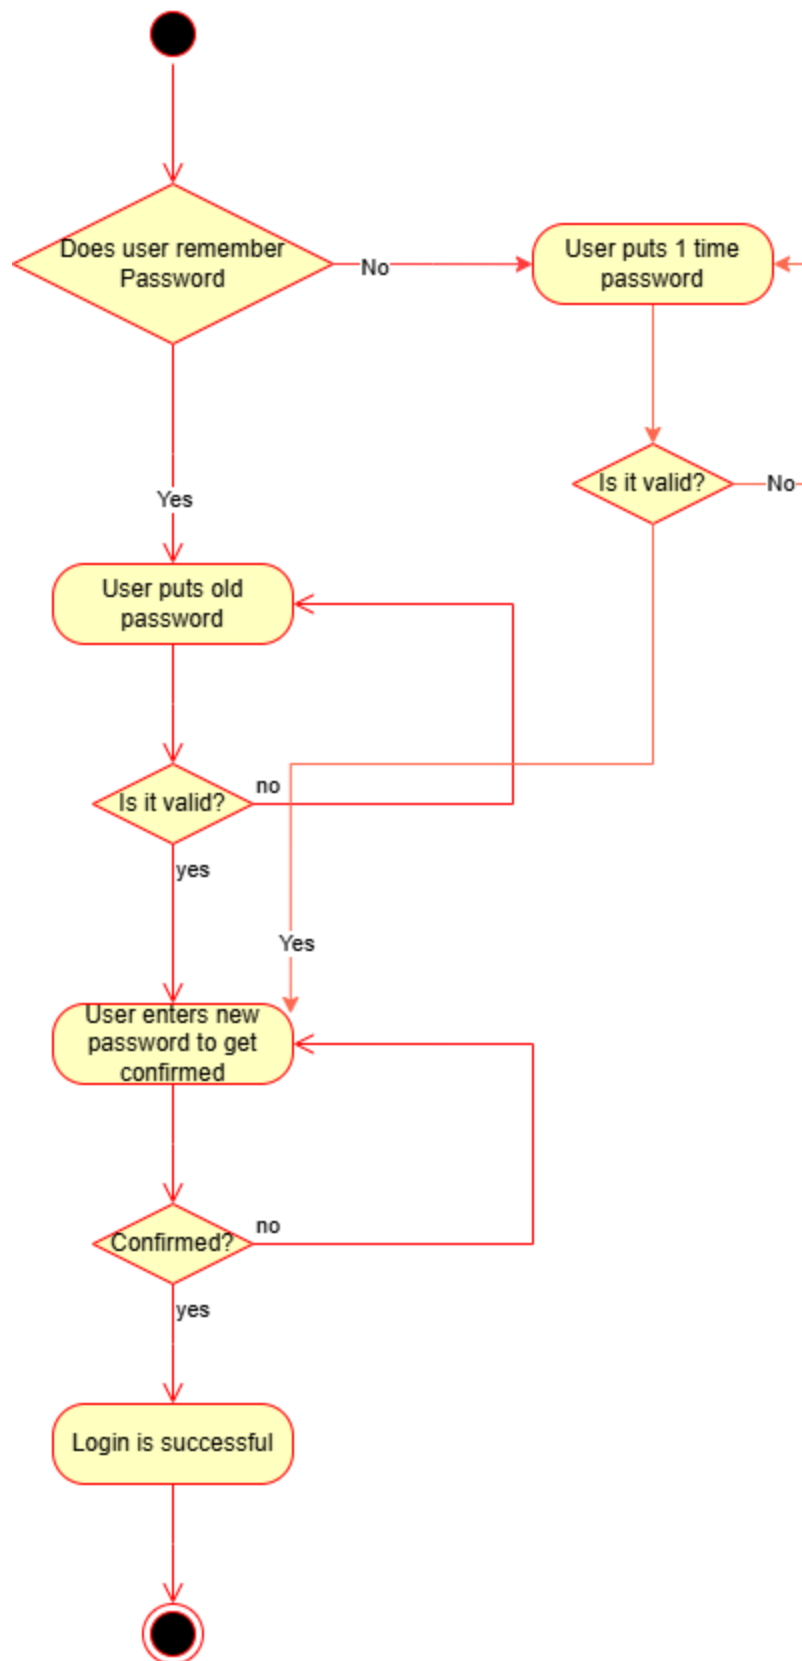 Does user remember
Password
No
User puts 1 time
password
Is it valid?
No
Yes
User puts old
password
Is it valid?
no
yes
Yes
User enters new
password to get
confirmed
Confirmed?
no
yes
Login is successful